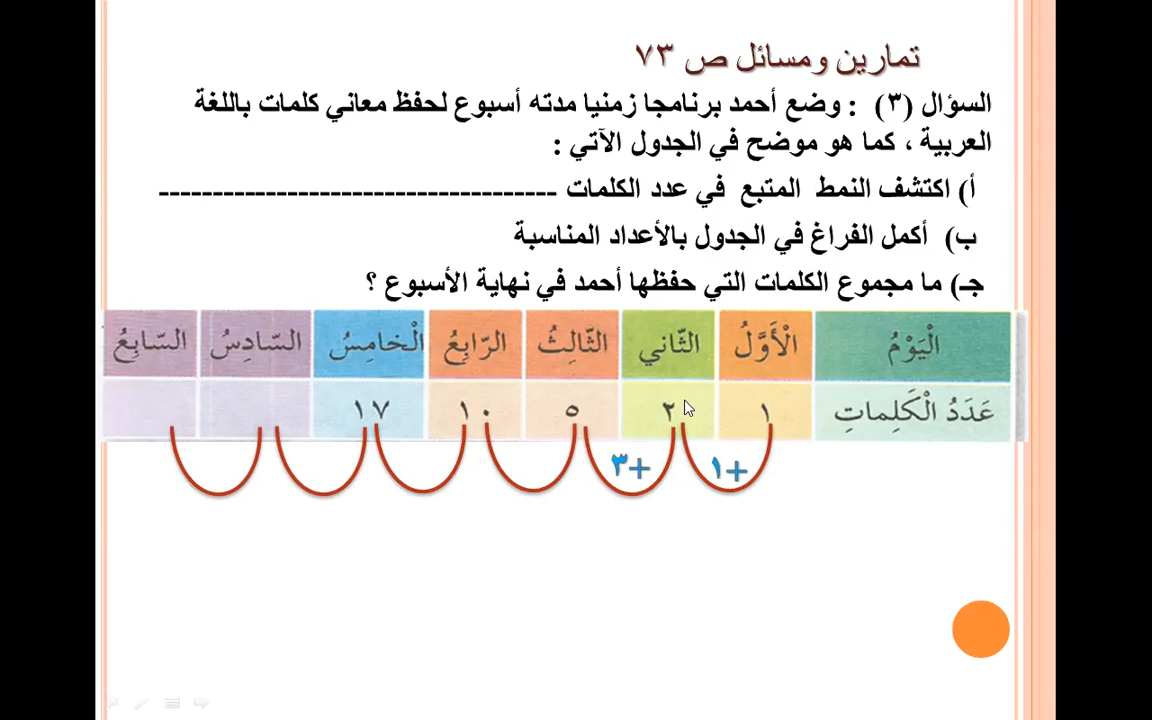 تمارين ومسائل ص ٧٣
السؤال (٣) : وضع أحمد برنامجا زمنيا مدته أسبوع لحفظ معاني كلمات باللغة
العربية ، كما هو موضح في الجدول الآتي :
أ) اكتشف النمط المتبع في عدد الكلمات -------------------------------------
ب) أكمل الفراغ في الجدول بالأعداد المناسبة
جـ) ما مجموع الكلمات التي حفظها أحمد في نهاية الأسبوع ؟
الْيَوْمُ الْأَوَّلُ الثّاني الثّالِثُ الرّابِعُ الْخامِسُ السّادِسُ السّابِعُ
عَدَدُ الْكَلِماتِ ١ ٢ ٥ ١٠ ١٧
+١ +٣